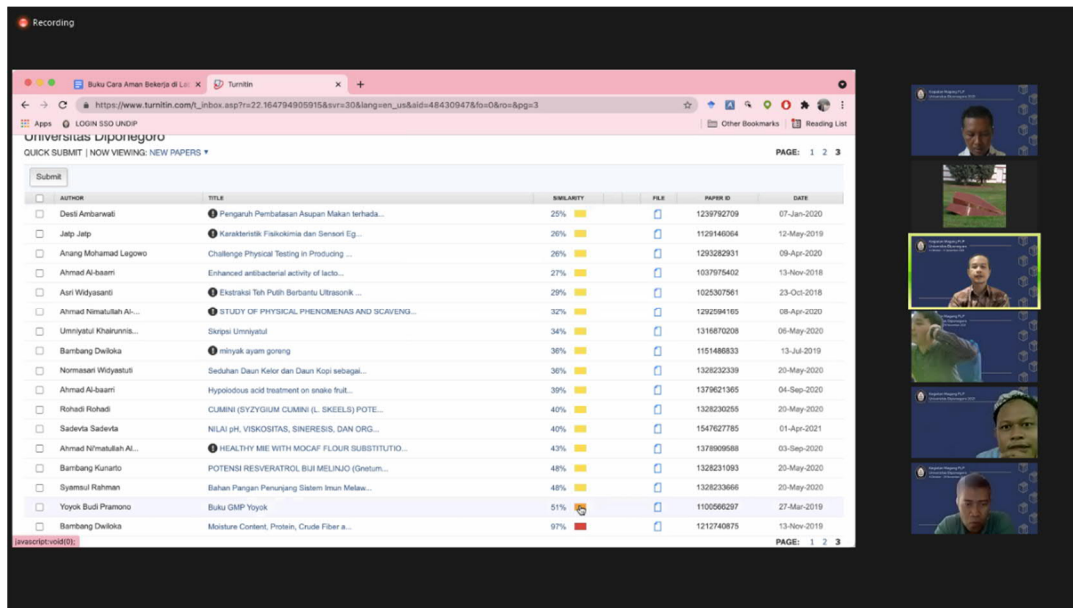 Recording
Buku Cara Aman Bekerja di La
Turnitin
https://www.turnitin.com/t_inbox.asp?r=22.164794905915&svr=30&lang=en_us&aid=48430947&fo=0&ro=&pg=3
Apps LOGIN SSO UNDIP Other Bookmarks Reading List
Universitas Diponegoro
QUICK SUBMIT | NOW VIEWING: NEW PAPERS ▼ PAGE: 1 2 3
Submit
AUTHOR TITLE SIMILARITY FILE PAPER ID DATE
Desti Ambarwati Pengaruh Pembatasan Asupan Makan terhada... 25% 1239792709 07-Jan-2020
Jatp Jatp Karakteristik Fisikokimia dan Sensori Eg... 26% 1129146064 12-May-2019
Anang Mohamad Legowo Challenge Physical Testing in Producing ... 26% 1293282931 09-Apr-2020
Ahmad Al-baarri Enhanced antibacterial activity of lacto... 27% 1037975402 13-Nov-2018
Asri Widyasanti Ekstraksi Teh Putih Berbantu Ultrasonik ... 29% 1025307561 23-Oct-2018
Ahmad Nimatullah Al-... STUDY OF PHYSICAL PHENOMENAS AND SCAVENG... 32% 1292594165 08-Apr-2020
Umniyatul Khairunnis... Skripsi Umniyatul 34% 1316870208 06-May-2020
Bambang Dwiloka minyak ayam goreng 36% 1151486833 13-Jul-2019
Normasari Widyastuti Seduhan Daun Kelor dan Daun Kopi sebagai... 36% 1328232339 20-May-2020
Ahmad Al-baarri Hypoiodous acid treatment on snake fruit... 39% 1379621365 04-Sep-2020
Rohadi Rohadi CUMINI (SYZYGIUM CUMINI (L. SKEELS) POTE... 40% 1328230255 20-May-2020
Sadevta Sadevta NILAI pH, VISKOSITAS, SINERESIS, DAN ORG... 40% 1547627785 01-Apr-2021
Ahmad Ni'matullah Al... HEALTHY MIE WITH MOCAF FLOUR SUBSTITUTIO... 43% 1378909588 03-Sep-2020
Bambang Kunarto POTENSI RESVERATROL BIJI MELINJO (Gnetum... 48% 1328231093 20-May-2020
Syamsul Rahman Bahan Pangan Penunjang Sistem Imun Melaw... 48% 1328233666 20-May-2020
Yoyok Budi Pramono Buku GMP Yoyok 51% 1100566297 27-Mar-2019
Bambang Dwiloka Moisture Content, Protein, Crude Fiber a... 97% 1212740875 13-Nov-2019
javascript:void(0); PAGE: 1 2 3